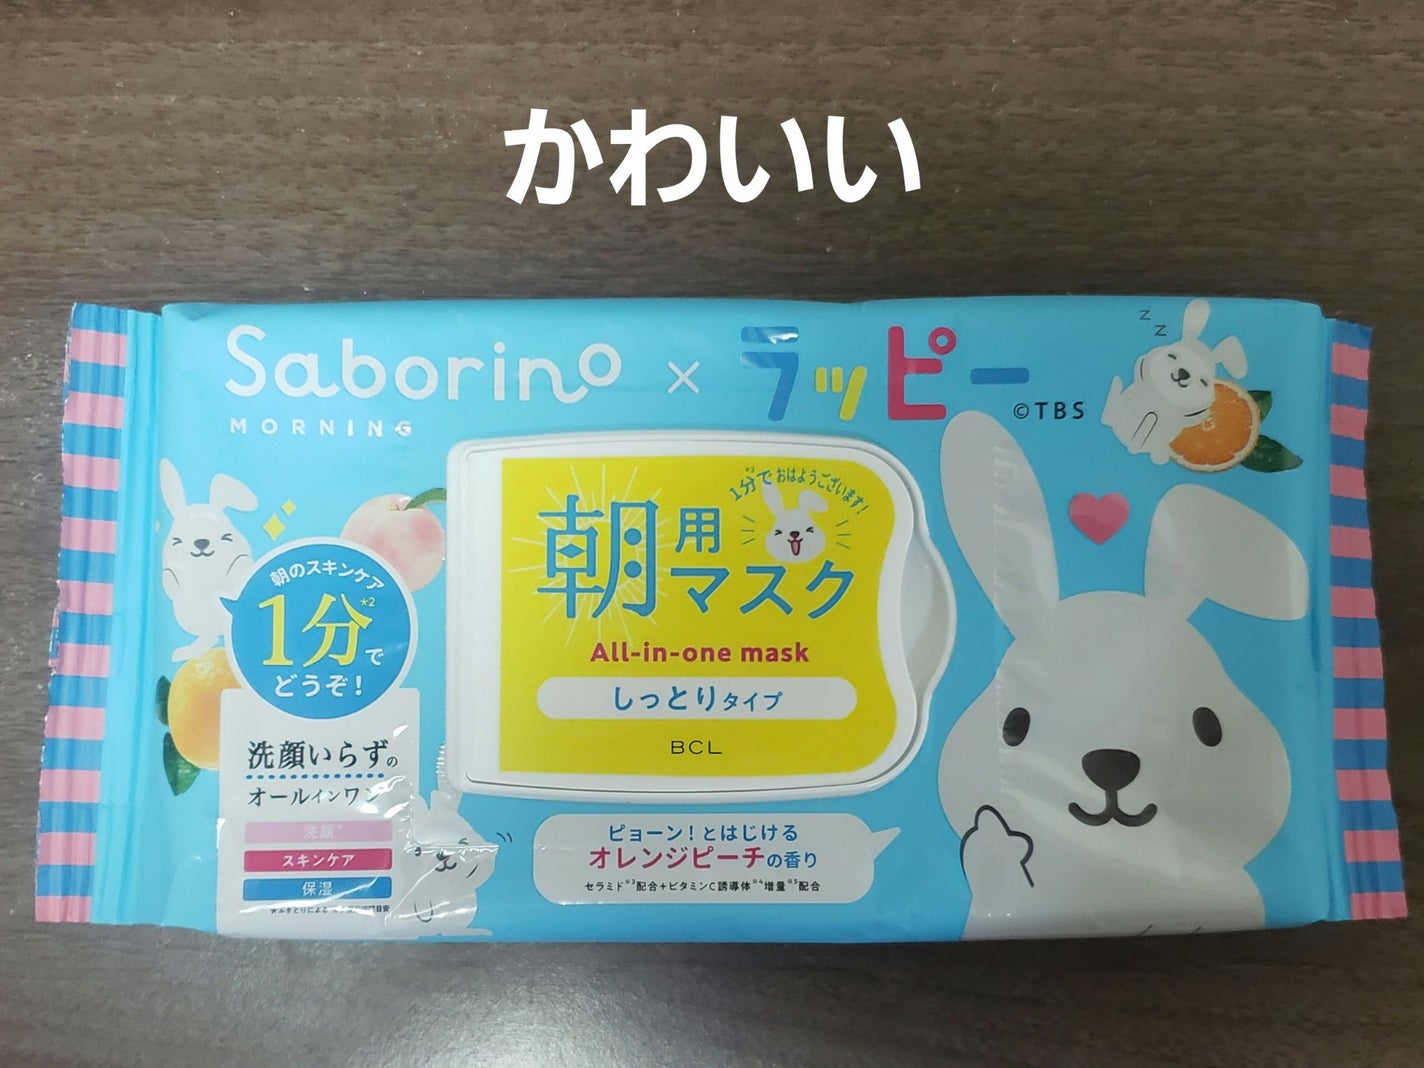 かわいい
Saborino × ラッピー
MORNING
©TBS
z
z
1分*2でおはようございます!
朝用マスク
All-in-one mask
しっとりタイプ
BCL
朝のスキンケア
1分*2で
どうぞ!
洗顔いらずの
オールインワン
洗顔*
スキンケア
保湿
ピョーン!とはじける
オレンジピーチの香り
セラミド*3配合+ビタミンC誘導体*4増量*5配合